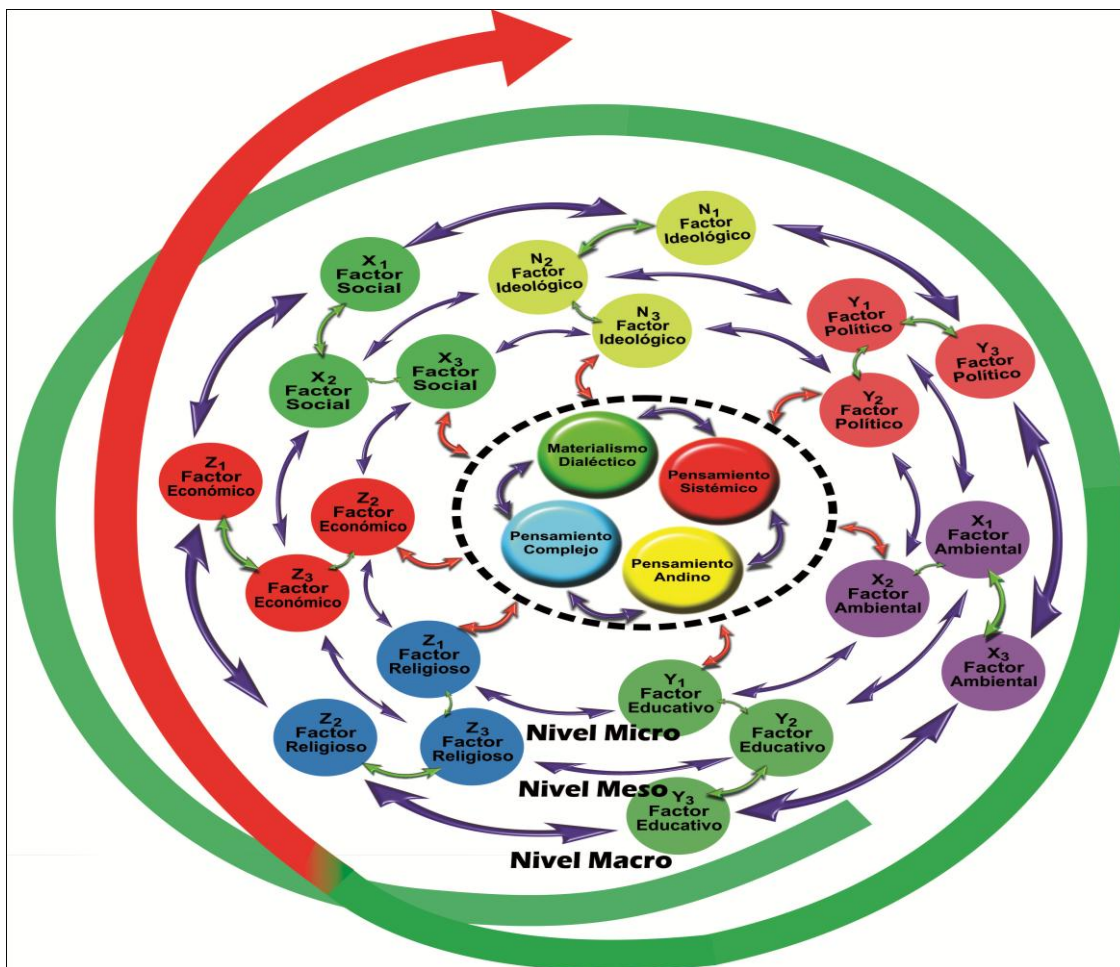 N1
Factor
Ideológico
N2
Factor
Ideológico
N3
Factor
Ideológico
X1
Factor
Social
X2
Factor
Social
X3
Factor
Social
Y1
Factor
Político
Y3
Factor
Político
Y2
Factor
Político
Materialismo
Dialéctico
Pensamiento
Sistémico
Pensamiento
Complejo
Pensamiento
Andino
Z1
Factor
Económico
Z2
Factor
Económico
Z3
Factor
Económico
X1
Factor
Ambiental
X2
Factor
Ambiental
X3
Factor
Ambiental
Z1
Factor
Religioso
Z2
Factor
Religioso
Z3
Factor
Religioso
Y1
Factor
Educativo
Y2
Factor
Educativo
Y3
Factor
Educativo
Nivel Micro
Nivel Meso
Nivel Macro